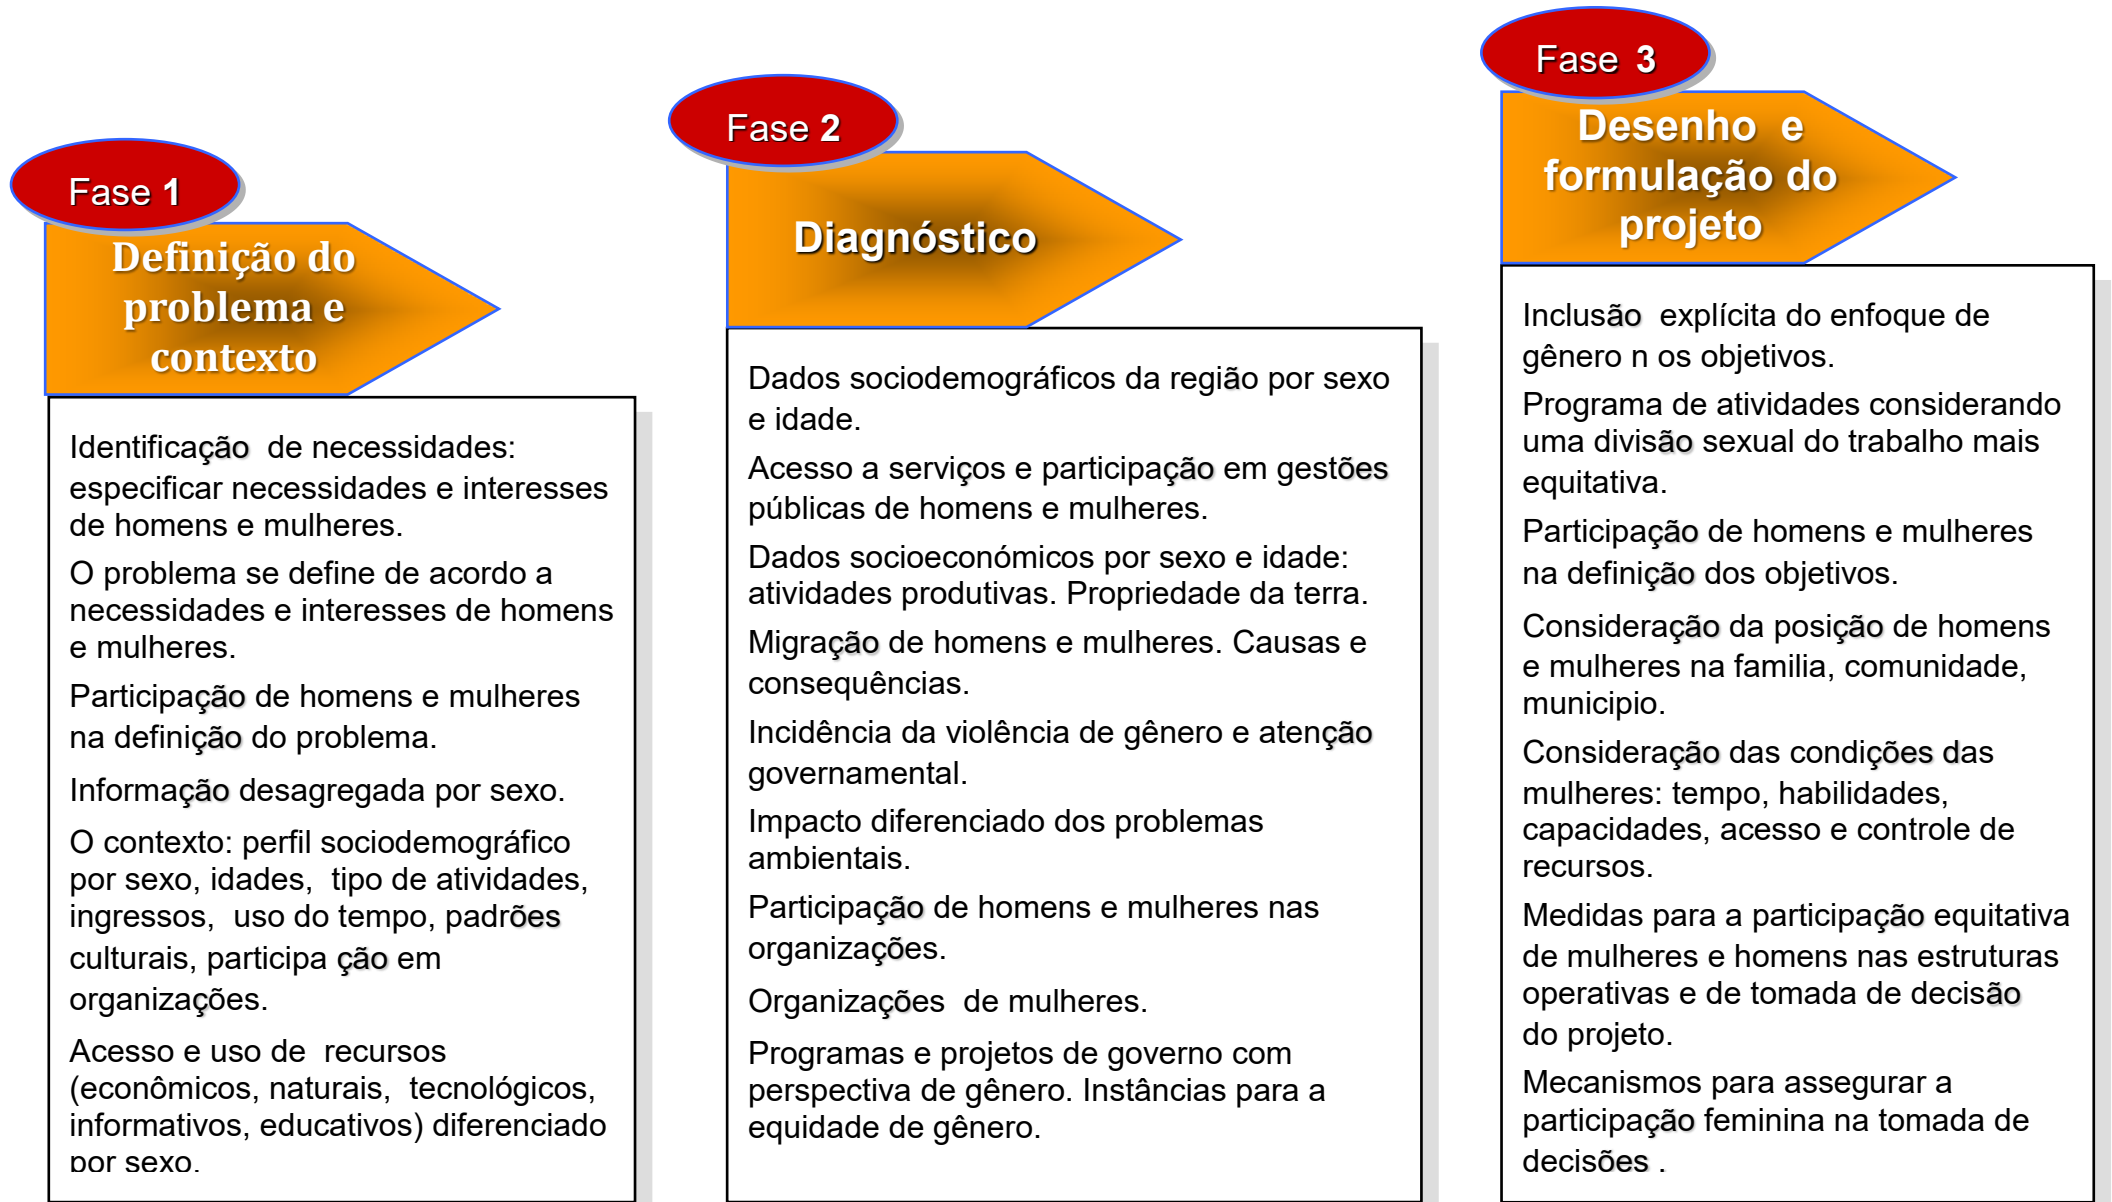 Fase 1
Definição do
problema e
contexto
Identificação de necessidades:
especificar necessidades e interesses
de homens e mulheres.
O problema se define de acordo a
necessidades e interesses de homens
e mulheres.
Participação de homens e mulheres
na definição do problema.
Informação desagregada por sexo.
O contexto: perfil sociodemográfico
por sexo, idades, tipo de atividades,
ingressos, uso do tempo, padrões
culturais, participa ção em
organizações.
Acesso e uso de recursos
(econômicos, naturais, tecnológicos,
informativos, educativos) diferenciado
por sexo.
Fase 2
Diagnóstico
Dados sociodemográficos da região por sexo
e idade.
Acesso a serviços e participação em gestões
públicas de homens e mulheres.
Dados socioeconómicos por sexo e idade:
atividades produtivas. Propriedade da terra.
Migração de homens e mulheres. Causas e
consequências.
Incidência da violência de gênero e atenção
governamental.
Impacto diferenciado dos problemas
ambientais.
Participação de homens e mulheres nas
organizações.
Organizações de mulheres.
Programas e projetos de governo com
perspectiva de gênero. Instâncias para a
equidade de gênero.
Fase 3
Desenho e
formulação do
projeto
Inclusão explícita do enfoque de
gênero n os objetivos.
Programa de atividades considerando
uma divisão sexual do trabalho mais
equitativa.
Participação de homens e mulheres
na definição dos objetivos.
Consideração da posição de homens
e mulheres na familia, comunidade,
municipio.
Consideração das condições das
mulheres: tempo, habilidades,
capacidades, acesso e controle de
recursos.
Medidas para a participação equitativa
de mulheres e homens nas estruturas
operativas e de tomada de decisão
do projeto.
Mecanismos para assegurar a
participação feminina na tomada de
decisões .